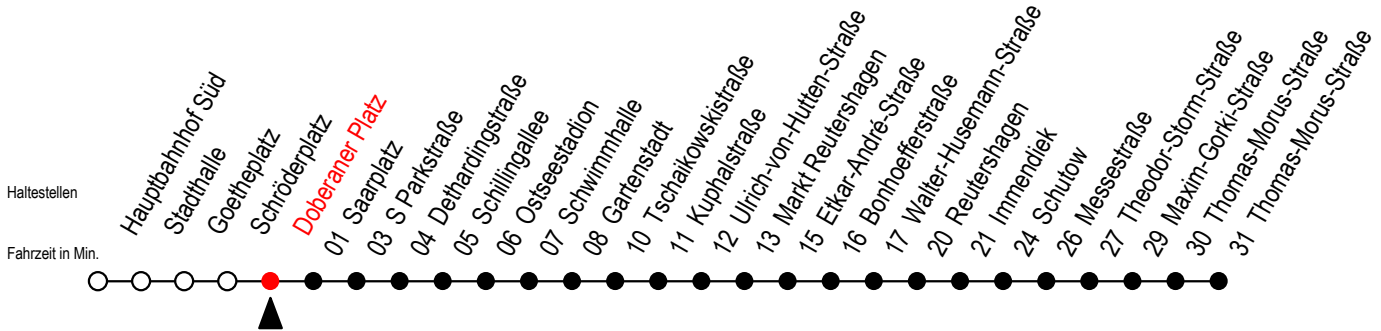 Haltestellen
Hauptbahnhof Süd
Stadthalle
Goetheplatz
Schröderplatz
Doberaner Platz
01 Saarplatz
03 S Parkstraße
04 Dethardingstraße
05 Schillingallee
06 Ostseestadion
07 Schwimmhalle
08 Gartenstadt
10 Tschaikowskistraße
11 Kuphalstraße
12 Ulrich-von-Hutten-Straße
13 Markt Reutershagen
15 Etkar-André-Straße
16 Bonhoefferstraße
17 Walter-Husemann-Straße
20 Reutershagen
21 Immendiek
24 Schutow
26 Messestraße
27 Theodor-Storm-Straße
29 Maxim-Gorki-Straße
30 Thomas-Morus-Straße
31 Thomas-Morus-Straße
Fahrzeit in Min.